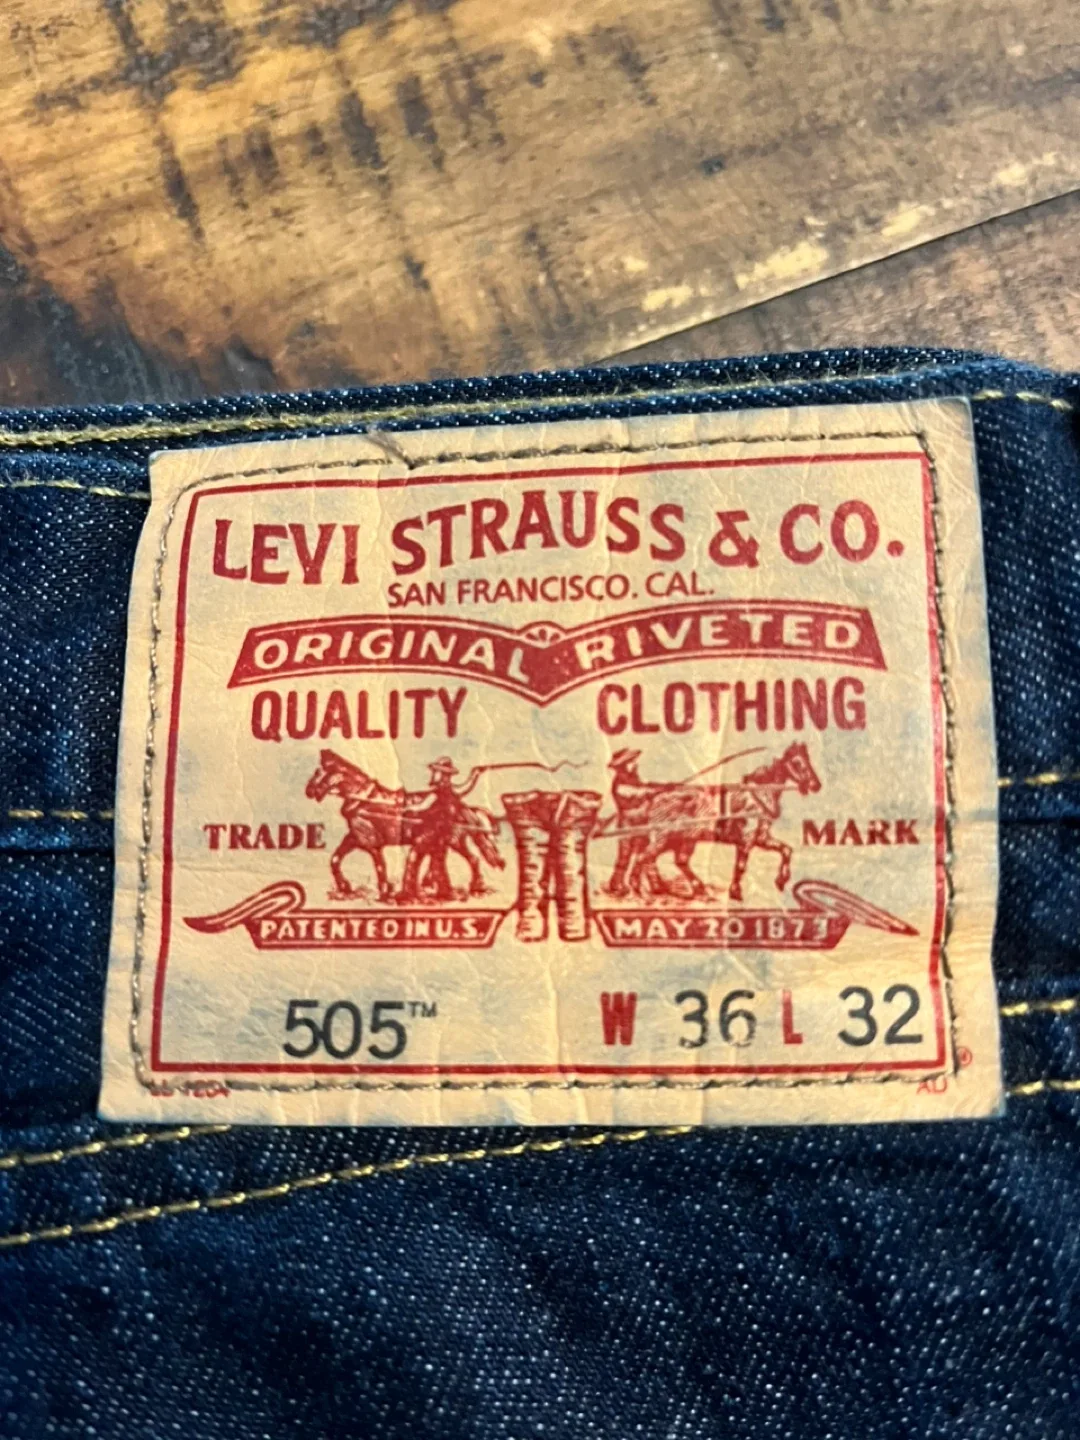 LEVI STRAUSS & CO.
SAN FRANCISCO. CAL.
ORIGINAL RIVETED
QUALITY CLOTHING
TRADE MARK
PATENTED IN U.S. MAY 20 1873
505™ W 36 L 32
®